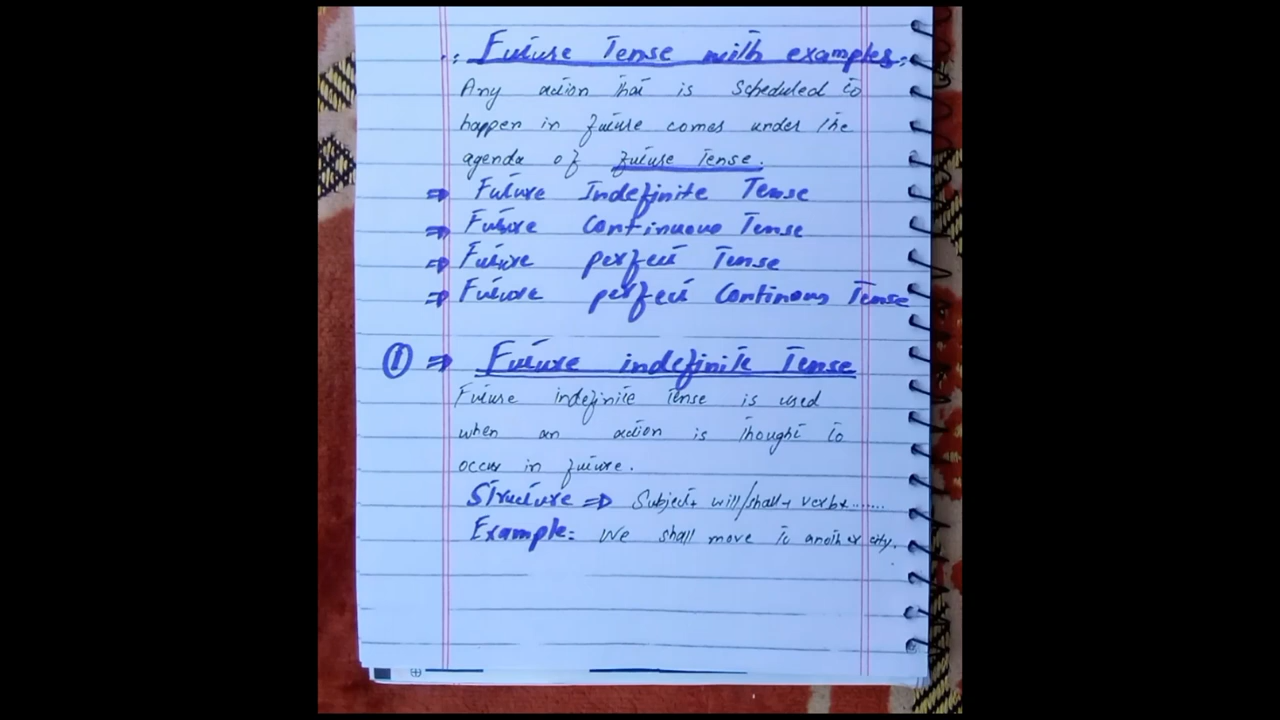 Future Tense with examples:
Any action that is scheduled to
happen in future comes under the
agenda of future Tense.
⇒ Future Indefinite Tense
⇒ Future Continuous Tense
⇒ Future perfect Tense
⇒ Future perfect Continous Tense
① ⇒ Future indefinite Tense
Future indefinite tense is used
when an action is thought to
occur in future.
Structure ⇒ Subject+ will/shall+ verb+.......
Example: We shall move to another city.